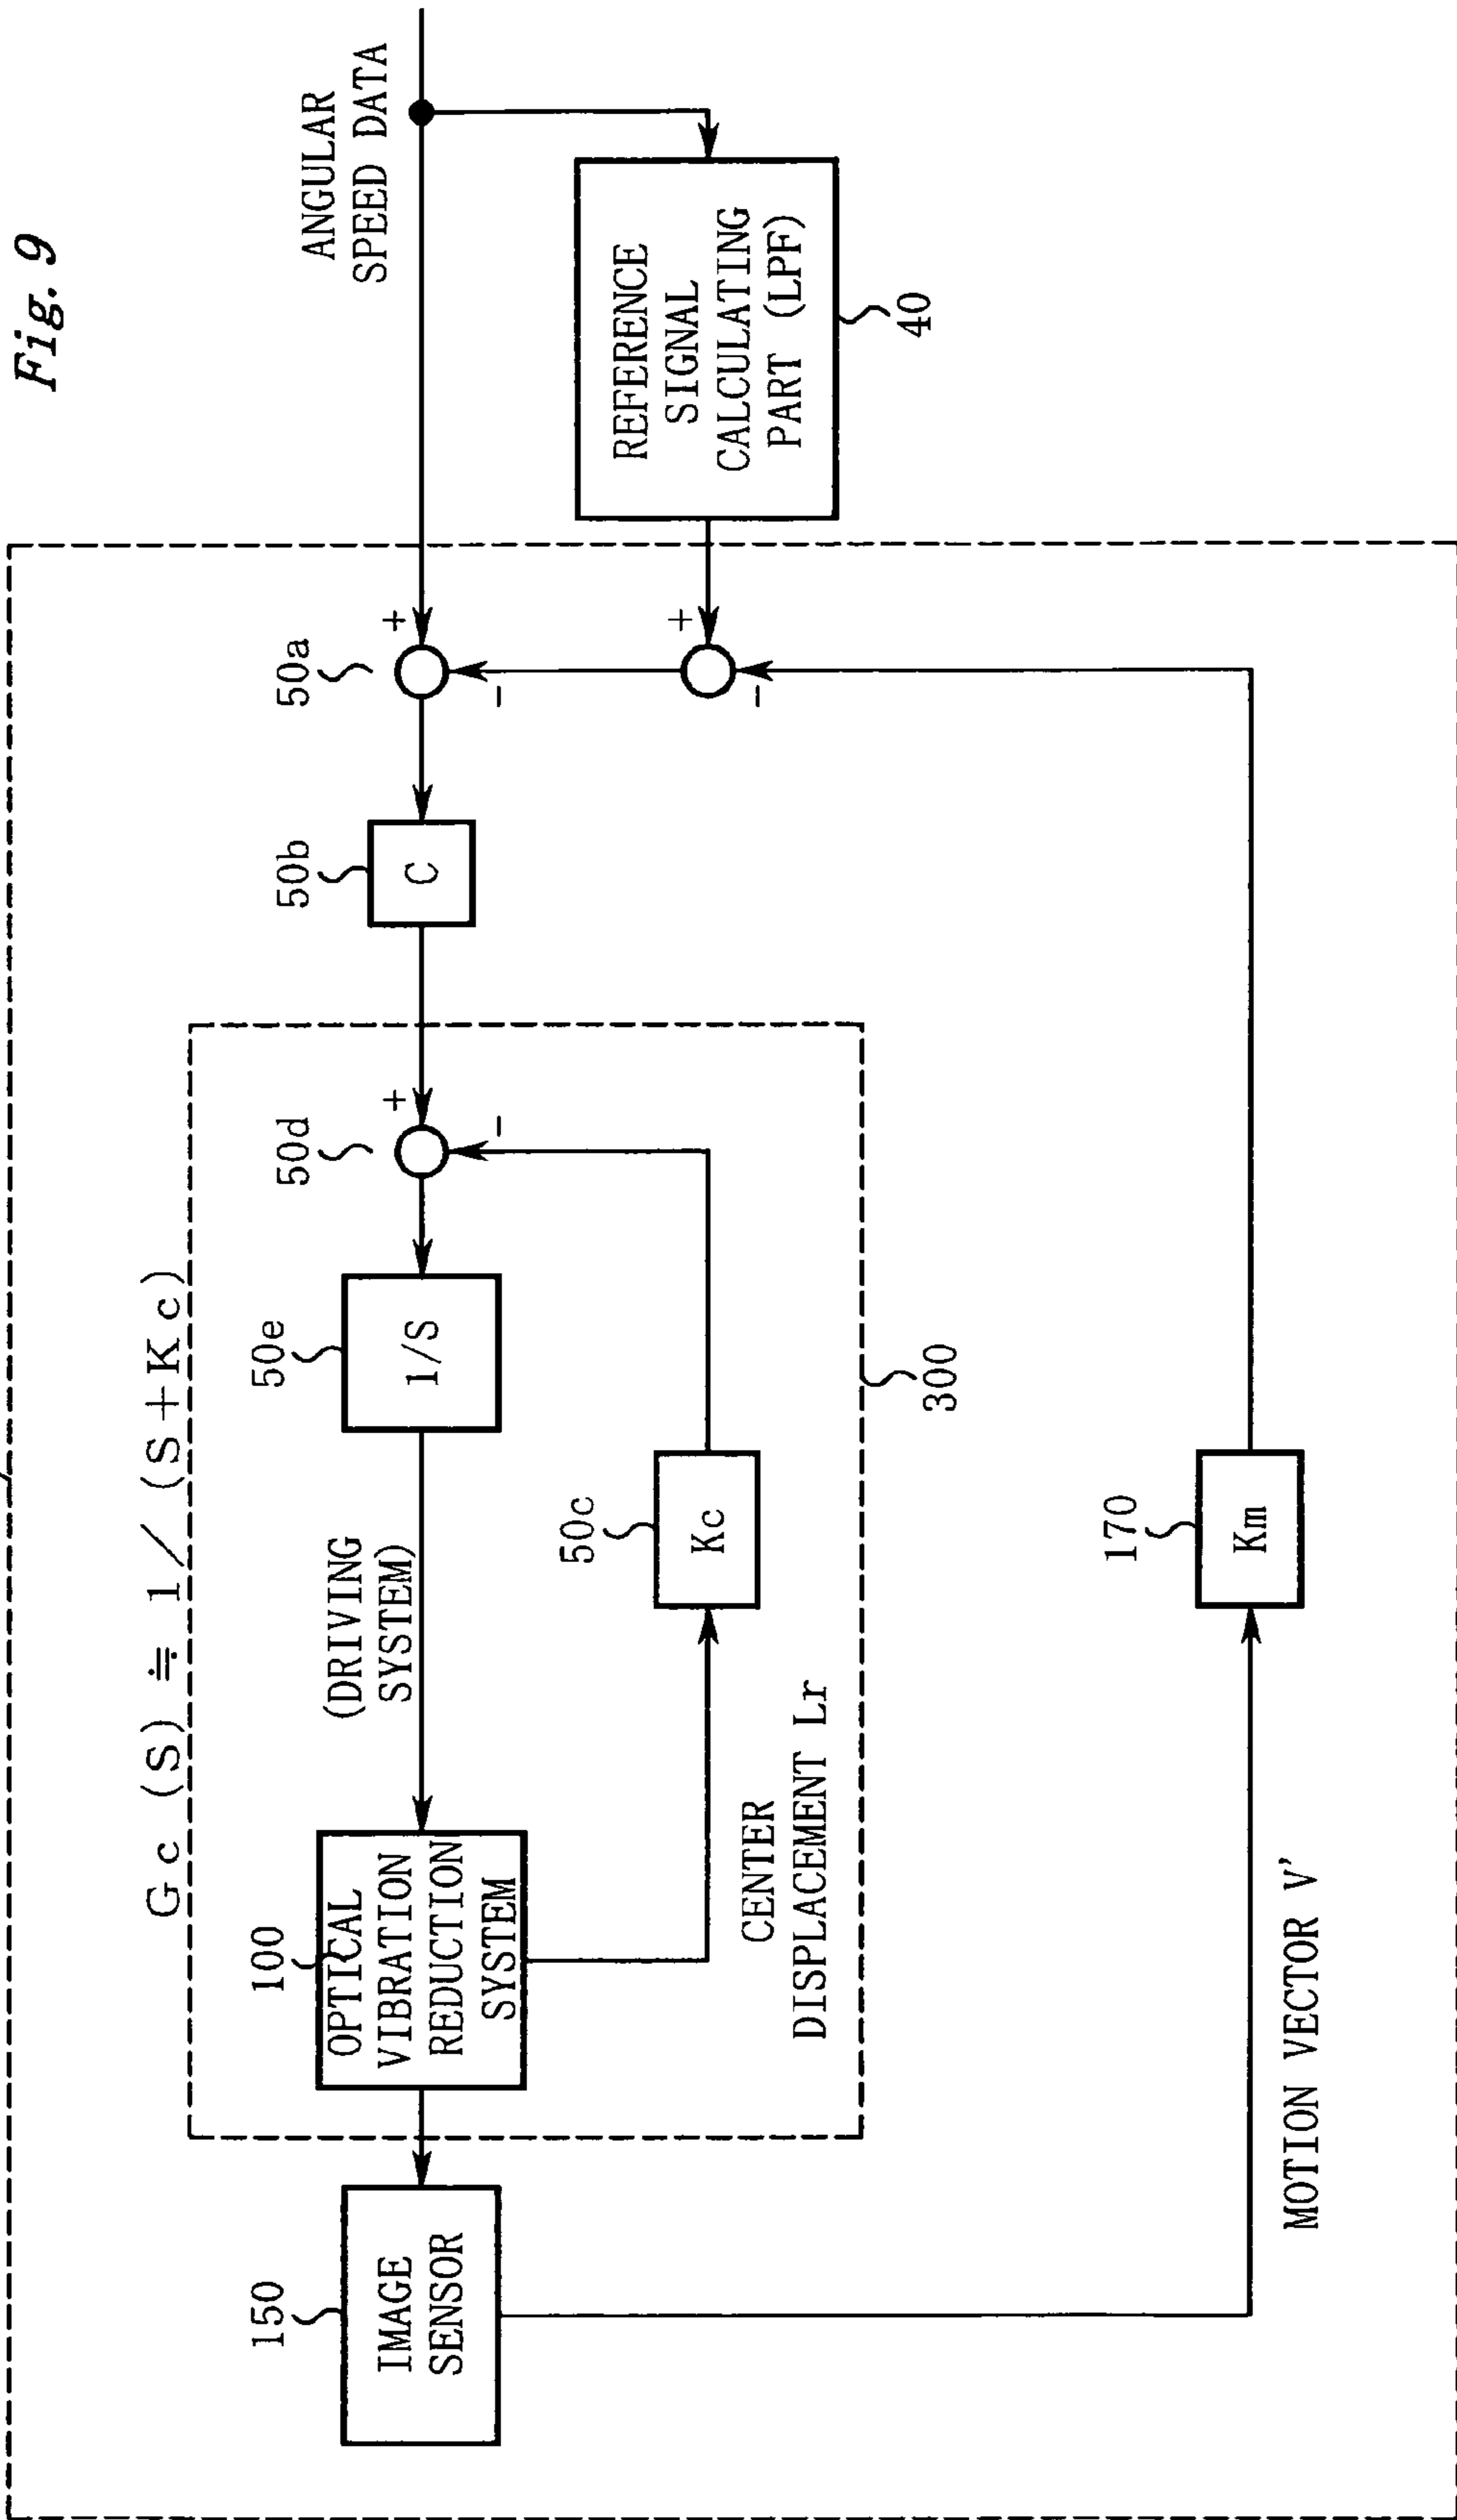 Fig. 9
ANGULAR
SPEED DATA
REFERENCE
SIGNAL
CALCULATING
PART (LPF)
40
50a
+
-
+
-
50b
C
Gc (S) ≒ 1／(S+Kc)
50d
+
-
50e
1/S
(DRIVING
SYSTEM)
50c
Kc
100
OPTICAL
VIBRATION
REDUCTION
SYSTEM
CENTER
DISPLACEMENT Lr
300
150
IMAGE
SENSOR
170
Km
MOTION VECTOR V'